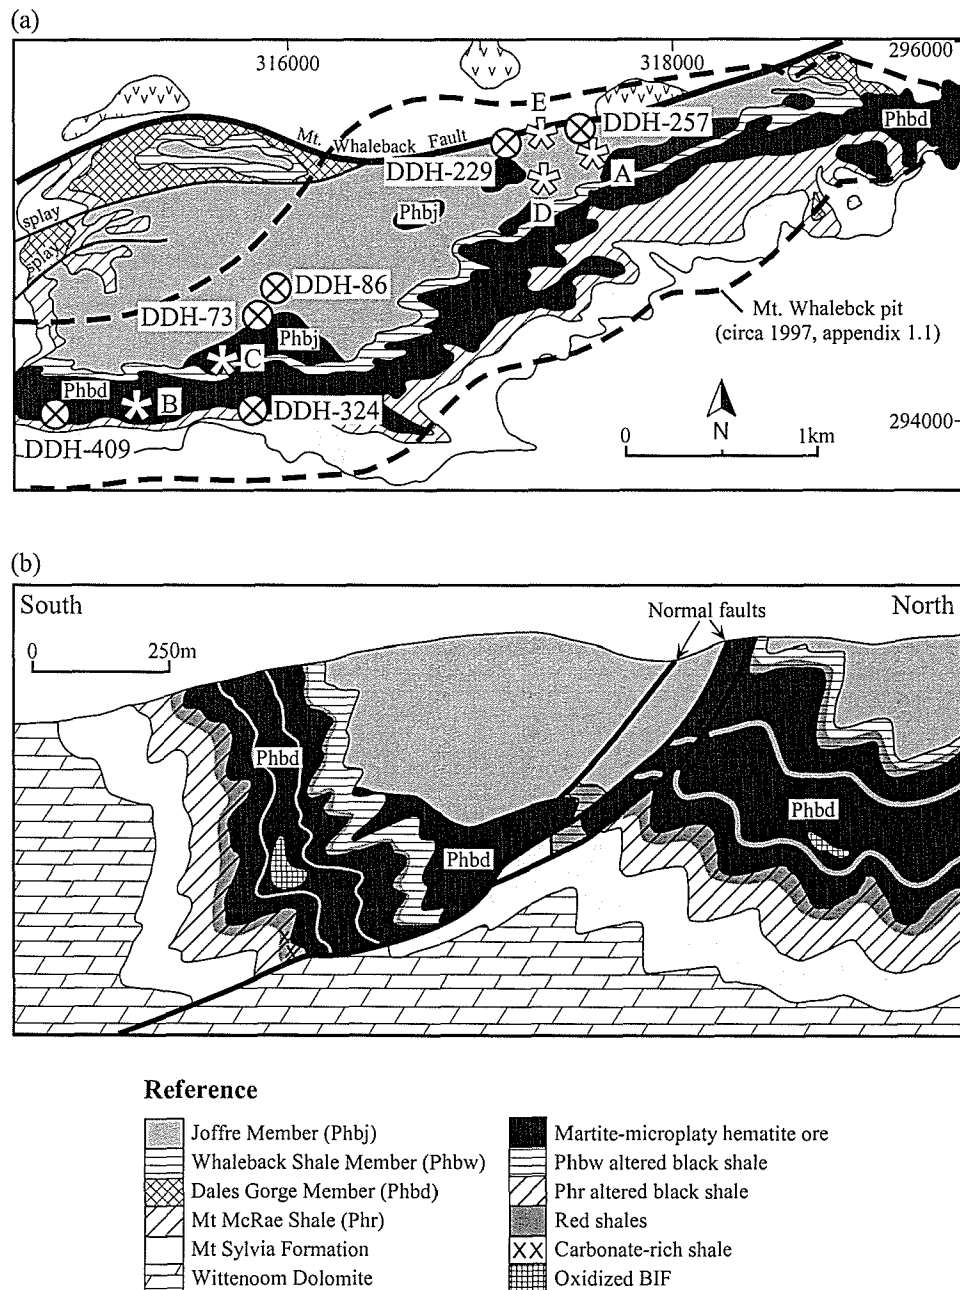 (a)
316000
318000
296000
E
DDH-257
Phbd
Mt. Whaleback Fault
DDH-229
A
D
splay
Phbj
splay
DDH-86
DDH-73
Phbj
Mt. Whalebck pit
(circa 1997, appendix 1.1)
C
Phbd
B
DDH-324
DDH-409
N
0
1km
294000
(b)
South
Normal faults
North
0
250m
Phbd
Phbd
Phbd
Reference
Joffre Member (Phbj)
Whaleback Shale Member (Phbw)
Dales Gorge Member (Phbd)
Mt McRae Shale (Phr)
Mt Sylvia Formation
Wittenoom Dolomite
Martite-microplaty hematite ore
Phbw altered black shale
Phr altered black shale
Red shales
Carbonate-rich shale
Oxidized BIF